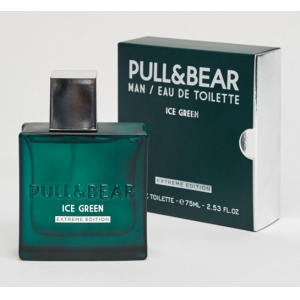 PULL&BEAR
MAN / EAU DE TOILETTE
ICE GREEN
PULL&BEAR
ICE GREEN
EXTREME EDITION
EXTREME EDITION
E TOILETTE - e 75ML - 2.53 FL.OZ